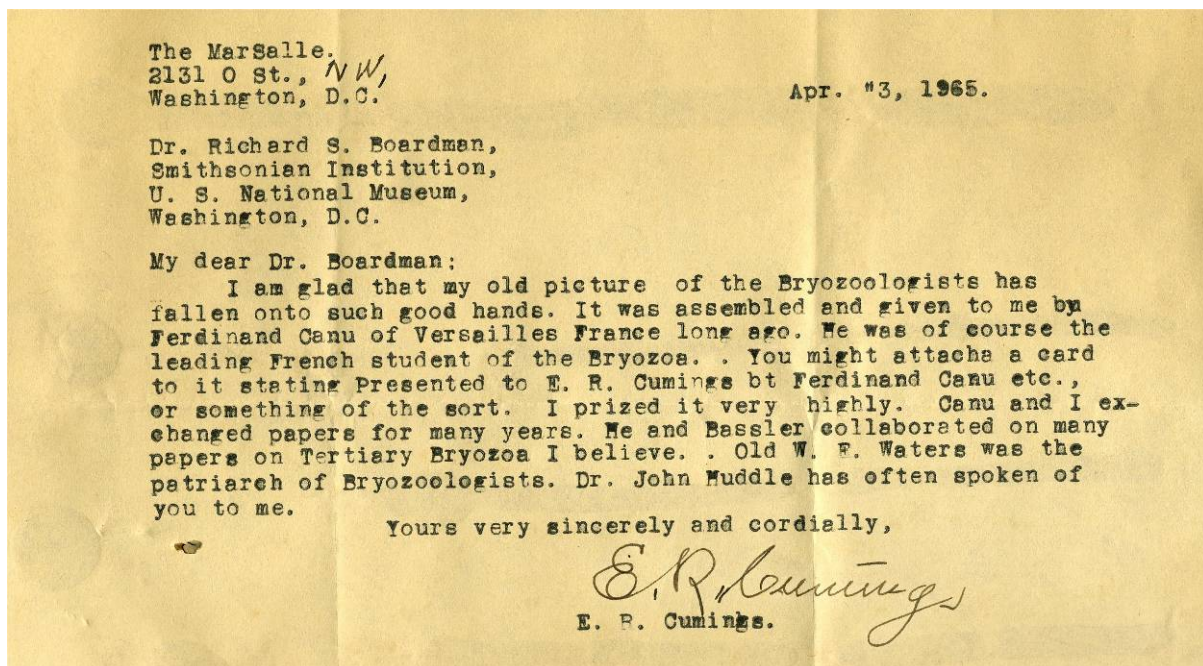 The MarSalle.
2131 O St., NW,
Washington, D.C.
Apr. "3, 1965.
Dr. Richard S. Boardman,
Smithsonian Institution,
U. S. National Museum,
Washington, D.C.
My dear Dr. Boardman;
I am glad that my old picture of the Bryozoologists has
fallen onto such good hands. It was assembled and given to me by
Ferdinand Canu of Versailles France long ago. He was of course the
leading French student of the Bryozoa. . You might attacha a card
to it stating Presented to E. R. Cumings bt Ferdinand Canu etc.,
or something of the sort. I prized it very highly. Canu and I ex-
changed papers for many years. He and Bassler collaborated on many
papers on Tertiary Bryozoa I believe. . Old W. F. Waters was the
patriarch of Bryozoologists. Dr. John Huddle has often spoken of
you to me.
Yours very sincerely and cordially,
E. R. Cumings
E. R. Cumings.